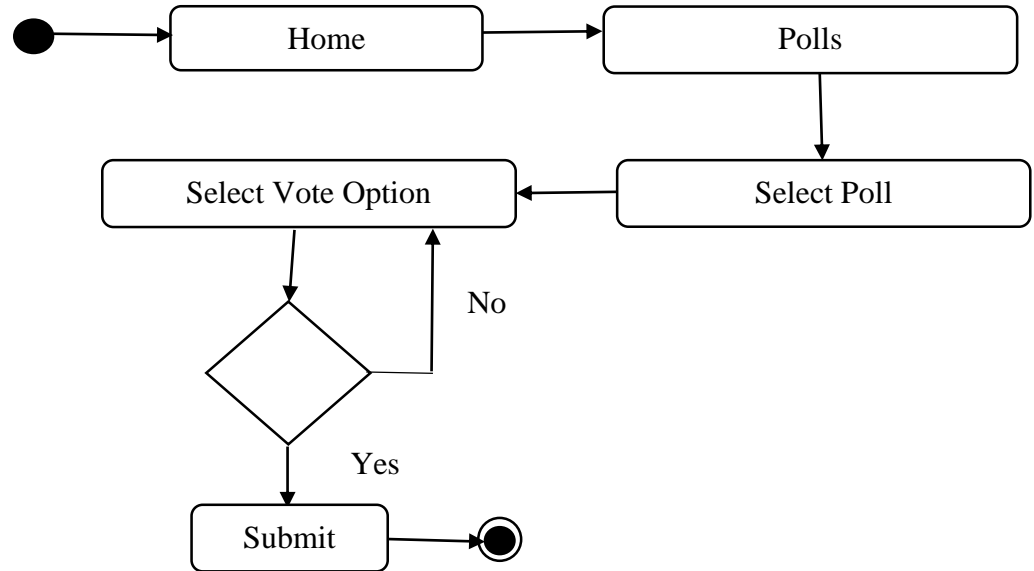 Home
Polls
Select Poll
Select Vote Option
No
Yes
Submit